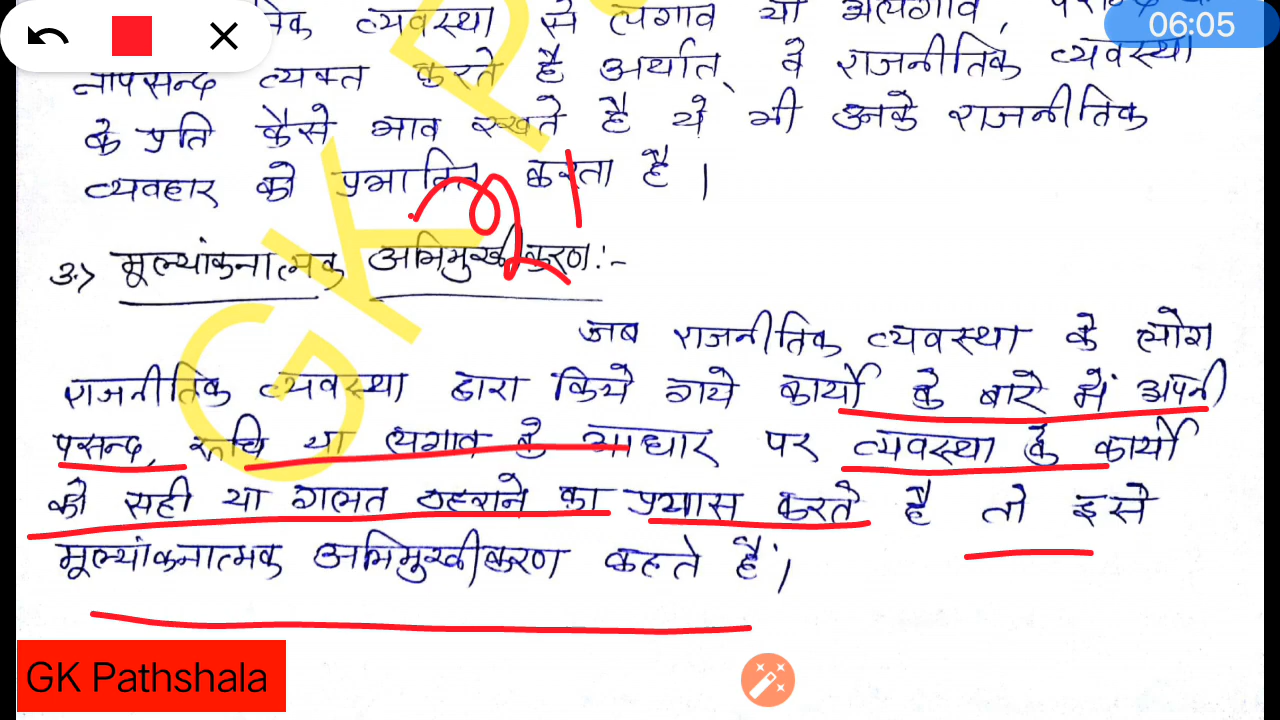 व्यवस्था से लगाव या अलगाव,
06:05
नापसन्द व्यक्त करते है अर्थात् वे राजनीतिक व्यवस्था
के प्रति कैसे भाव रखते है ये भी उनके राजनीतिक
व्यवहार को प्रभावित करता है।
3.> मूल्यांकनात्मक अभिमुखीकरण:-
जब राजनीतिक व्यवस्था के लोग
राजनीतिक व्यवस्था द्वारा किये गये कार्यो के बारे में अपनी
पसन्द, रूचि या लगाव के आधार पर व्यवस्था के कार्यो
को सही या गलत ठहराने का प्रयास करते है तो इसे
मूल्यांकनात्मक अभिमुखीकरण कहते हैं।
GK Pathshala